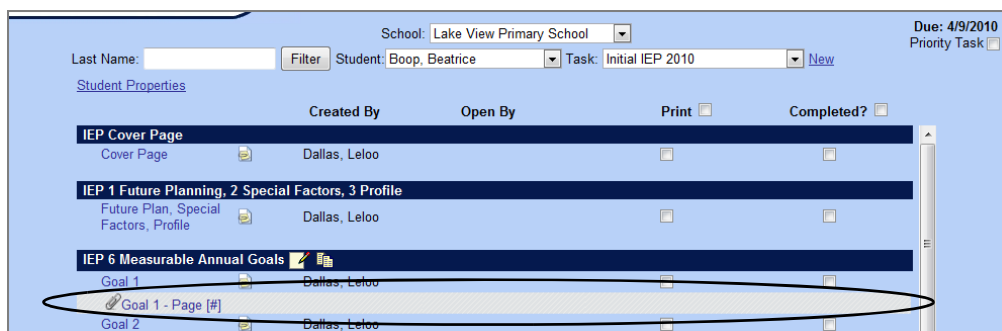 Due: 4/9/2010
School: Lake View Primary School
Priority Task
Last Name: Filter Student: Boop, Beatrice Task: Initial IEP 2010 New
Student Properties
Created By Open By Print Completed?
IEP Cover Page
Cover Page Dallas, Leloo
IEP 1 Future Planning, 2 Special Factors, 3 Profile
Future Plan, Special
Factors, Profile Dallas, Leloo
IEP 6 Measurable Annual Goals
Goal 1 Dallas, Leloo
Goal 1 - Page [#]
Goal 2 Dallas, Leloo